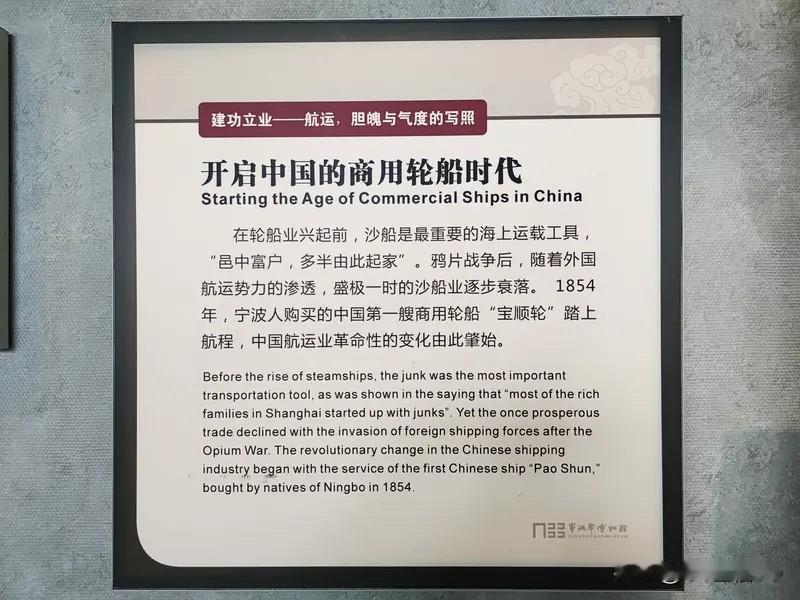 建功立业——航运，胆魄与气度的写照
开启中国的商用轮船时代
Starting the Age of Commercial Ships in China
在轮船业兴起前，沙船是最重要的海上运载工具，
“邑中富户，多半由此起家”。鸦片战争后，随着外国
航运势力的渗透，盛极一时的沙船业逐步衰落。 1854
年，宁波人购买的中国第一艘商用轮船“宝顺轮”踏上
航程，中国航运业革命性的变化由此肇始。
Before the rise of steamships, the junk was the most important
transportation tool, as was shown in the saying that “most of the rich
families in Shanghai started up with junks”. Yet the once prosperous
trade declined with the invasion of foreign shipping forces after the
Opium War. The revolutionary change in the Chinese shipping
industry began with the service of the first Chinese ship “Pao Shun,”
bought by natives of Ningbo in 1854.
宁波帮博物馆
NINGBO BANG MUSEUM